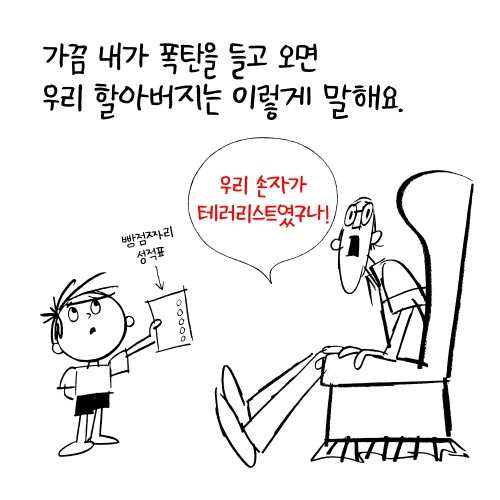 가끔 내가 폭탄을 들고 오면
우리 할아버지는 이렇게 말해요.
우리 손자가
테러리스트였구나!
빵점짜리
성적표